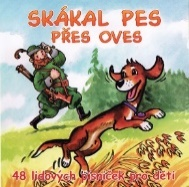 SKÁKAL PES
PŘES OVES
48 lidových písniček pro děti